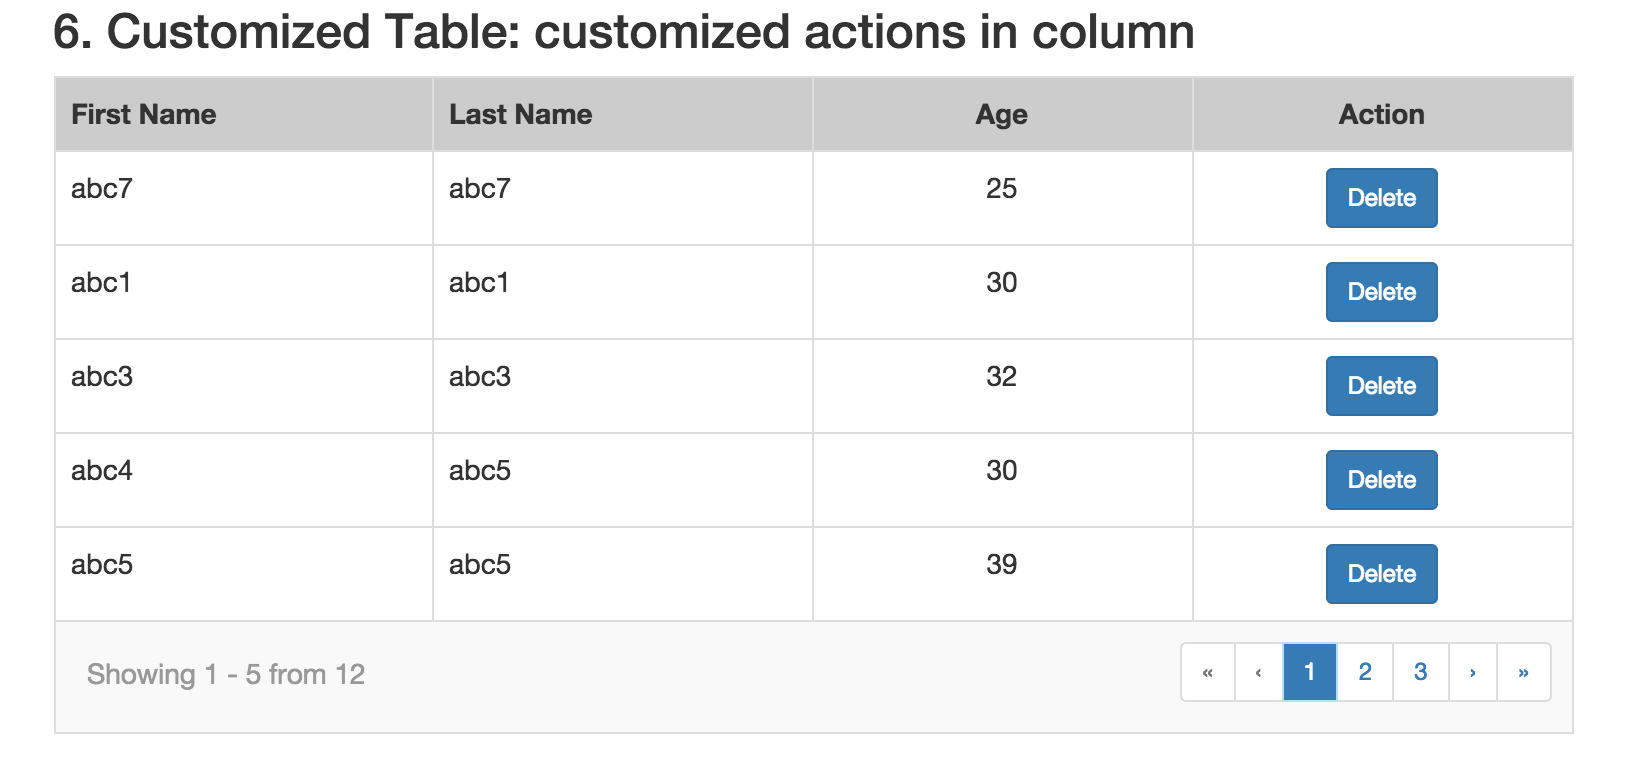 6. Customized Table: customized actions in column
First Name Last Name Age Action
abc7 abc7 25 Delete
abc1 abc1 30 Delete
abc3 abc3 32 Delete
abc4 abc5 30 Delete
abc5 abc5 39 Delete
Showing 1 - 5 from 12 « ‹ 1 2 3 › »